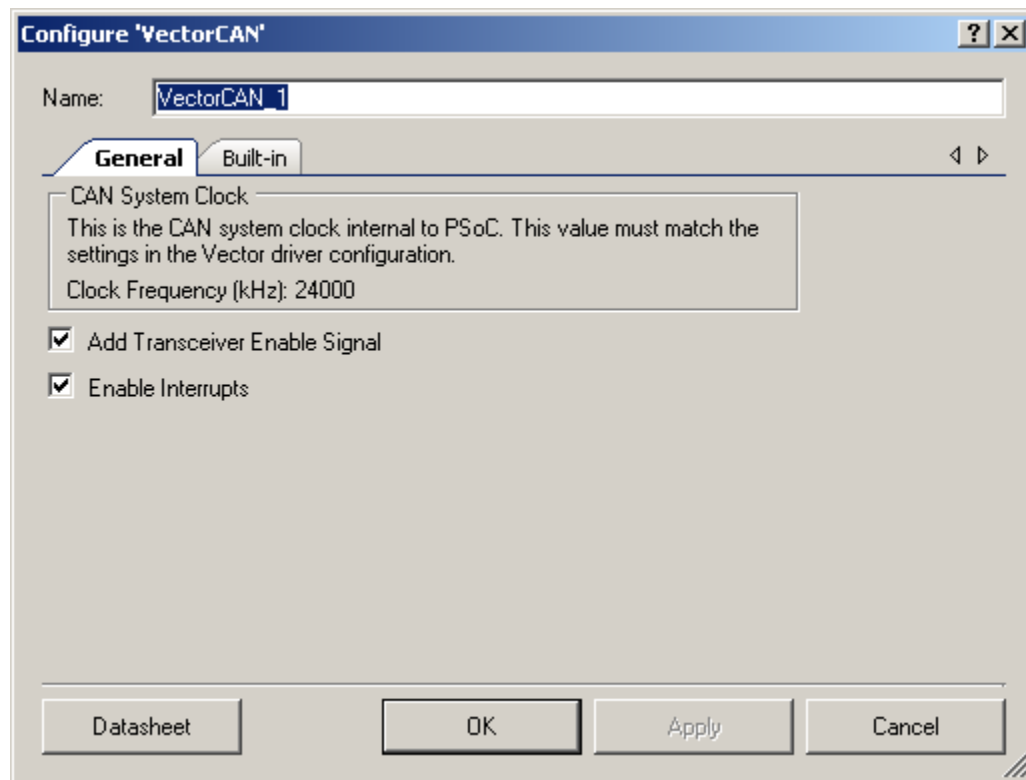 Configure 'VectorCAN'
Name: VectorCAN_1
General Built-in
CAN System Clock
This is the CAN system clock internal to PSoC. This value must match the
settings in the Vector driver configuration.
Clock Frequency (kHz): 24000
Add Transceiver Enable Signal
Enable Interrupts
Datasheet OK Apply Cancel